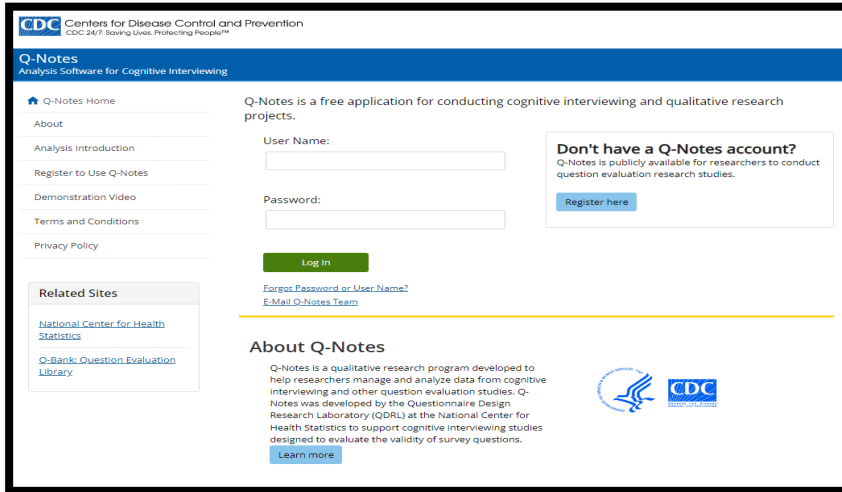 CDC Centers for Disease Control and Prevention
CDC 24/7: Saving Lives, Protecting People™
Q-Notes
Analysis Software for Cognitive Interviewing
Q-Notes Home
About
Analysis Introduction
Register to Use Q-Notes
Demonstration Video
Terms and Conditions
Privacy Policy
Related Sites
National Center for Health
Statistics
Q-Bank: Question Evaluation
Library
Q-Notes is a free application for conducting cognitive interviewing and qualitative research
projects.
User Name:
Password:
Log In
Forgot Password or User Name?
E-Mail Q-Notes Team
Don't have a Q-Notes account?
Q-Notes is publicly available for researchers to conduct
question evaluation research studies.
Register here
About Q-Notes
Q-Notes is a qualitative research program developed to
help researchers manage and analyze data from cognitive
interviewing and other question evaluation studies. Q-
Notes was developed by the Questionnaire Design
Research Laboratory (QDRL) at the National Center for
Health Statistics to support cognitive interviewing studies
designed to evaluate the validity of survey questions.
Learn more
CDC